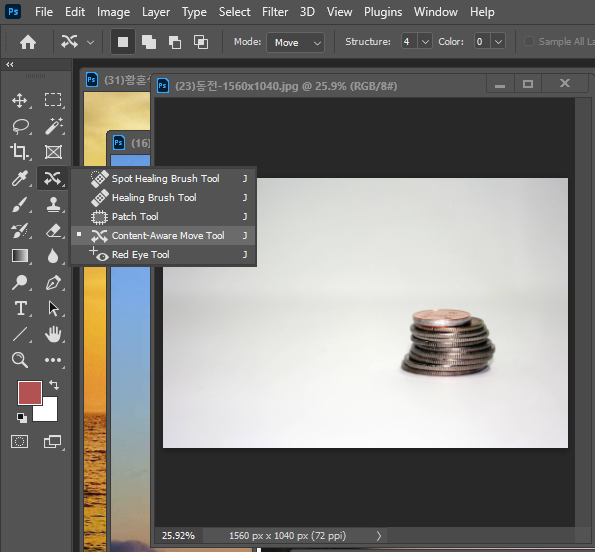 Ps File Edit Image Layer Type Select Filter 3D View Plugins Window Help
Mode: Move Structure: 4 Color: 0 Sample All La
Ps (31)황혼
Ps (23)동전-1560x1040.jpg @ 25.9% (RGB/8#)
Ps (16)
Spot Healing Brush Tool J
Healing Brush Tool J
Patch Tool J
Content-Aware Move Tool J
Red Eye Tool J
25.92% 1560 px x 1040 px (72 ppi)